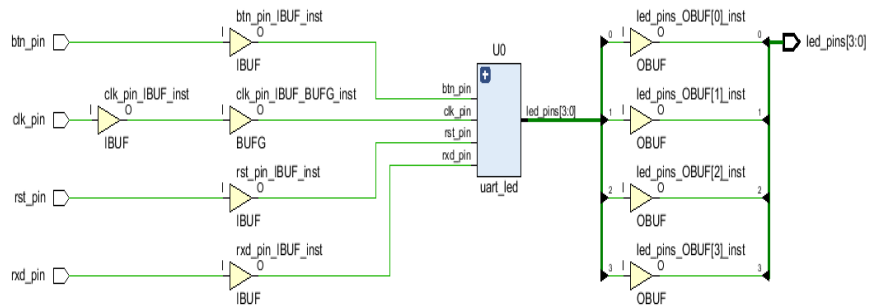 btn_pin
I
btn_pin_IBUF_inst
O
IBUF
clk_pin
I
clk_pin_IBUF_inst
O
IBUF
I
clk_pin_IBUF_BUFG_inst
O
BUFG
rst_pin
I
rst_pin_IBUF_inst
O
IBUF
rxd_pin
I
rxd_pin_IBUF_inst
O
IBUF
U0
+
btn_pin
clk_pin
rst_pin
rxd_pin
led_pins[3:0]
uart_led
0
I
led_pins_OBUF[0]_inst
O
OBUF
0
1
I
led_pins_OBUF[1]_inst
O
OBUF
1
2
I
led_pins_OBUF[2]_inst
O
OBUF
2
3
I
led_pins_OBUF[3]_inst
O
OBUF
3
led_pins[3:0]